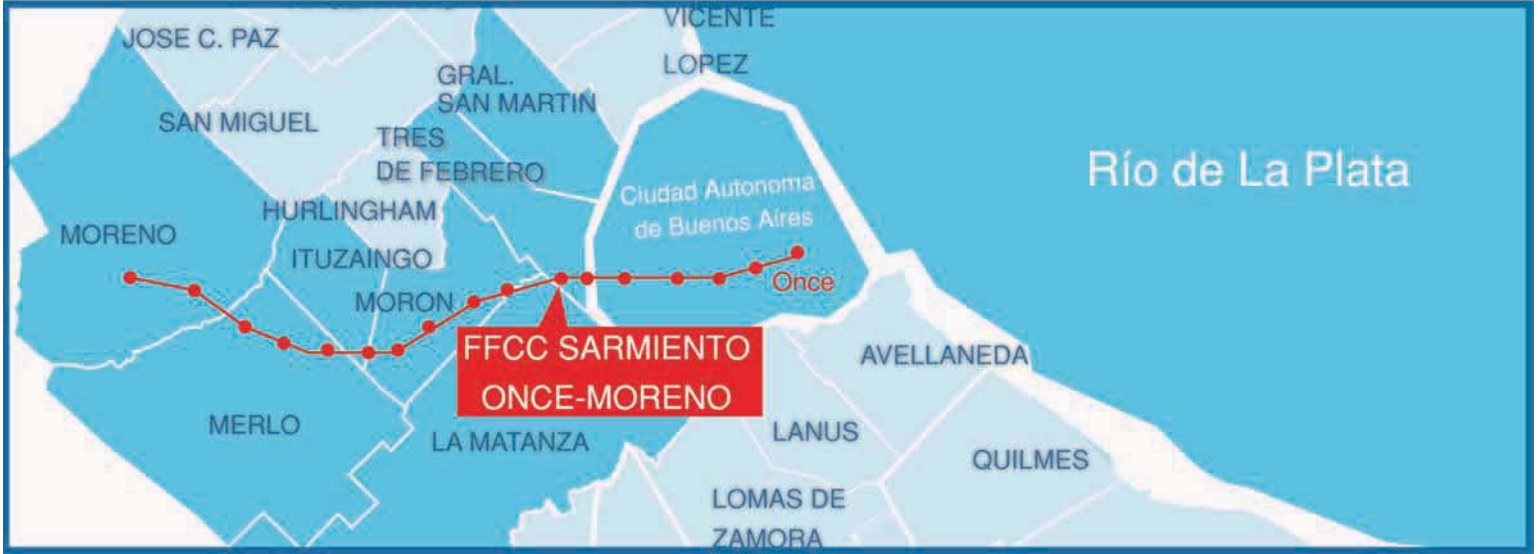 VICENTE
LOPEZ
JOSE C. PAZ
GRAL.
SAN MARTIN
SAN MIGUEL
TRES
DE FEBRERO
Río de La Plata
Ciudad Autonoma
de Buenos Aires
HURLINGHAM
MORENO
ITUZAINGO
MORON
Once
FFCC SARMIENTO
ONCE-MORENO
AVELLANEDA
MERLO
LA MATANZA
LANUS
QUILMES
LOMAS DE
ZAMORA